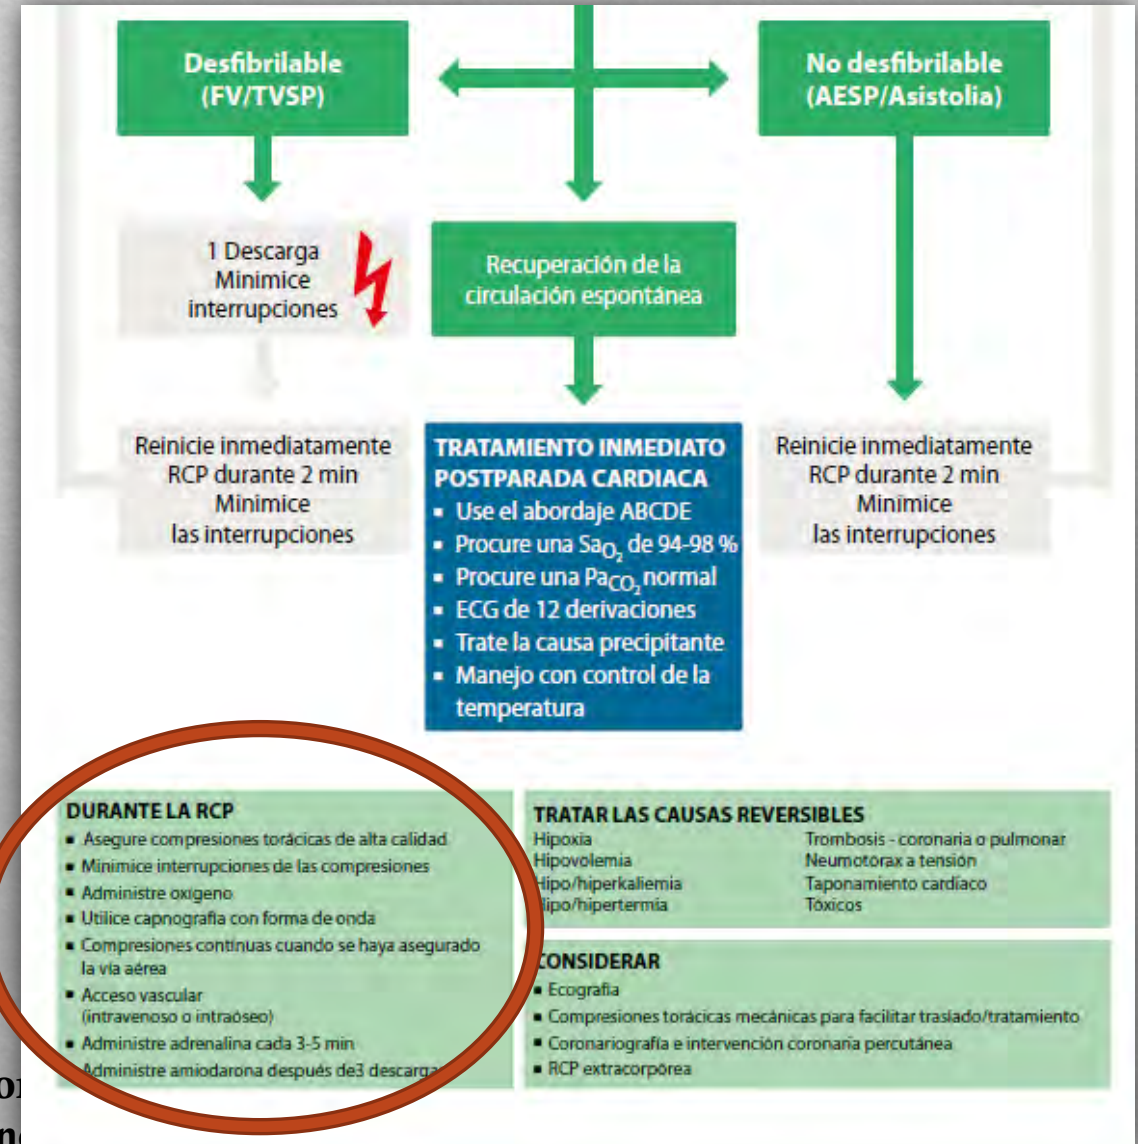 Desfibrilable
(FV/TVSP)
No desfibrilable
(AESP/Asistolia)
1 Descarga
Minimice
interrupciones
Recuperación de la
circulación espontánea
Reinicie inmediatamente
RCP durante 2 min
Minimice
las interrupciones
TRATAMIENTO INMEDIATO
POSTPARADA CARDIACA
▪ Use el abordaje ABCDE
▪ Procure una SaO2 de 94-98 %
▪ Procure una PaCO2 normal
▪ ECG de 12 derivaciones
▪ Trate la causa precipitante
▪ Manejo con control de la
temperatura
Reinicie inmediatamente
RCP durante 2 min
Minimice
las interrupciones
DURANTE LA RCP
▪ Asegure compresiones torácicas de alta calidad
▪ Minimice interrupciones de las compresiones
▪ Administre oxígeno
▪ Utilice capnografía con forma de onda
▪ Compresiones contínuas cuando se haya asegurado
la vía aérea
▪ Acceso vascular
(intravenoso o intraóseo)
▪ Administre adrenalina cada 3-5 min
Administre amiodarona después de3
TRATAR LAS CAUSAS REVERSIBLES
Hipoxia
Hipovolemia
Hipo/hiperkaliemia
Hipo/hipertermia
Trombosis - coronaria o pulmonar
Neumotórax a tensión
Taponamiento cardíaco
Tóxicos
CONSIDERAR
▪ Ecografía
▪ Compresiones torácicas mecánicas para facilitar traslado/tratamiento
▪ Coronariografía e intervención coronaria percutánea
▪ RCP extracorpórea